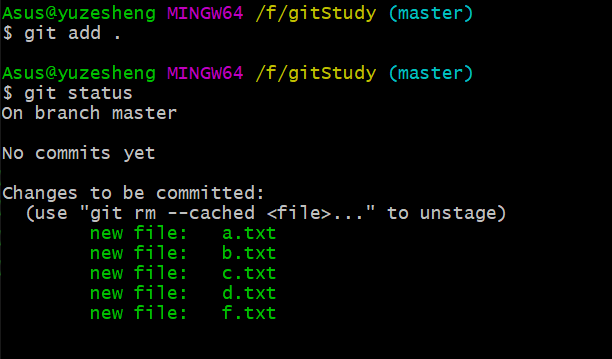 Asus@yuzesheng MINGW64 /f/gitStudy (master)
$ git add .
Asus@yuzesheng MINGW64 /f/gitStudy (master)
$ git status
On branch master
No commits yet
Changes to be committed:
  (use "git rm --cached <file>..." to unstage)
        new file:   a.txt
        new file:   b.txt
        new file:   c.txt
        new file:   d.txt
        new file:   f.txt